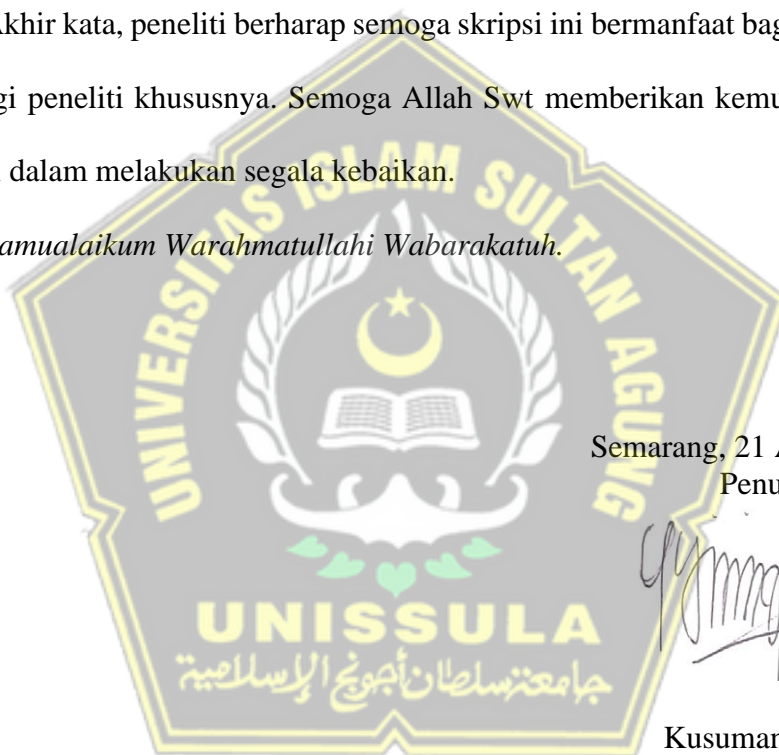 Akhir kata, peneliti berharap semoga skripsi ini bermanfaat bag
gi peneliti khususnya. Semoga Allah Swt memberikan kemu
dalam melakukan segala kebaikan.
amualaikum Warahmatullahi Wabarakatuh.
UNIVERSITAS ISLAM SULTAN AGUNG
Semarang, 21 A
Penu
UNISSULA
جامعة سلطان أجونج الإسلامية
Kusumar